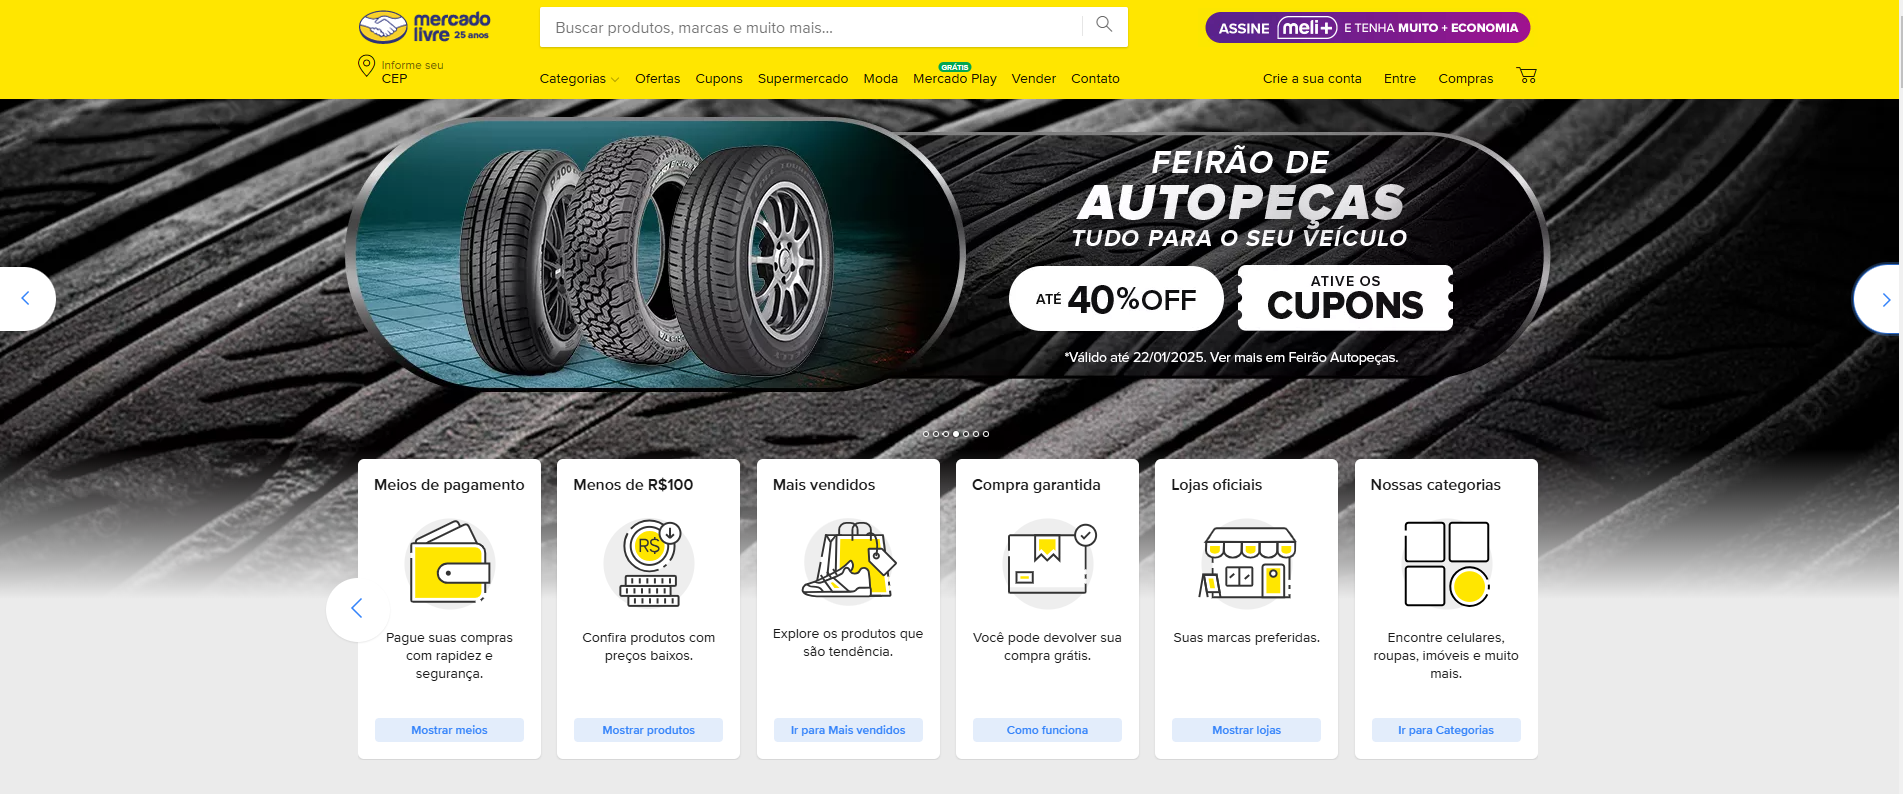 mercado
livre 25 anos
Buscar produtos, marcas e muito mais...
ASSINE meli+ E TENHA MUITO + ECONOMIA
Informe seu
CEP
GRÁTIS
Categorias Ofertas Cupons Supermercado Moda Mercado Play Vender Contato
Crie a sua conta Entre Compras
FEIRÃO DE
AUTOPEÇAS
TUDO PARA O SEU VEÍCULO
ATÉ 40%OFF
ATIVE OS
CUPONS
*Válido até 22/01/2025. Ver mais em Feirão Autopeças.
Meios de pagamento
Pague suas compras
com rapidez e
segurança.
Mostrar meios
Menos de R$100
R$
Confira produtos com
preços baixos.
Mostrar produtos
Mais vendidos
Explore os produtos que
são tendência.
Ir para Mais vendidos
Compra garantida
Você pode devolver sua
compra grátis.
Como funciona
Lojas oficiais
Suas marcas preferidas.
Mostrar lojas
Nossas categorias
Encontre celulares,
roupas, imóveis e muito
mais.
Ir para Categorias